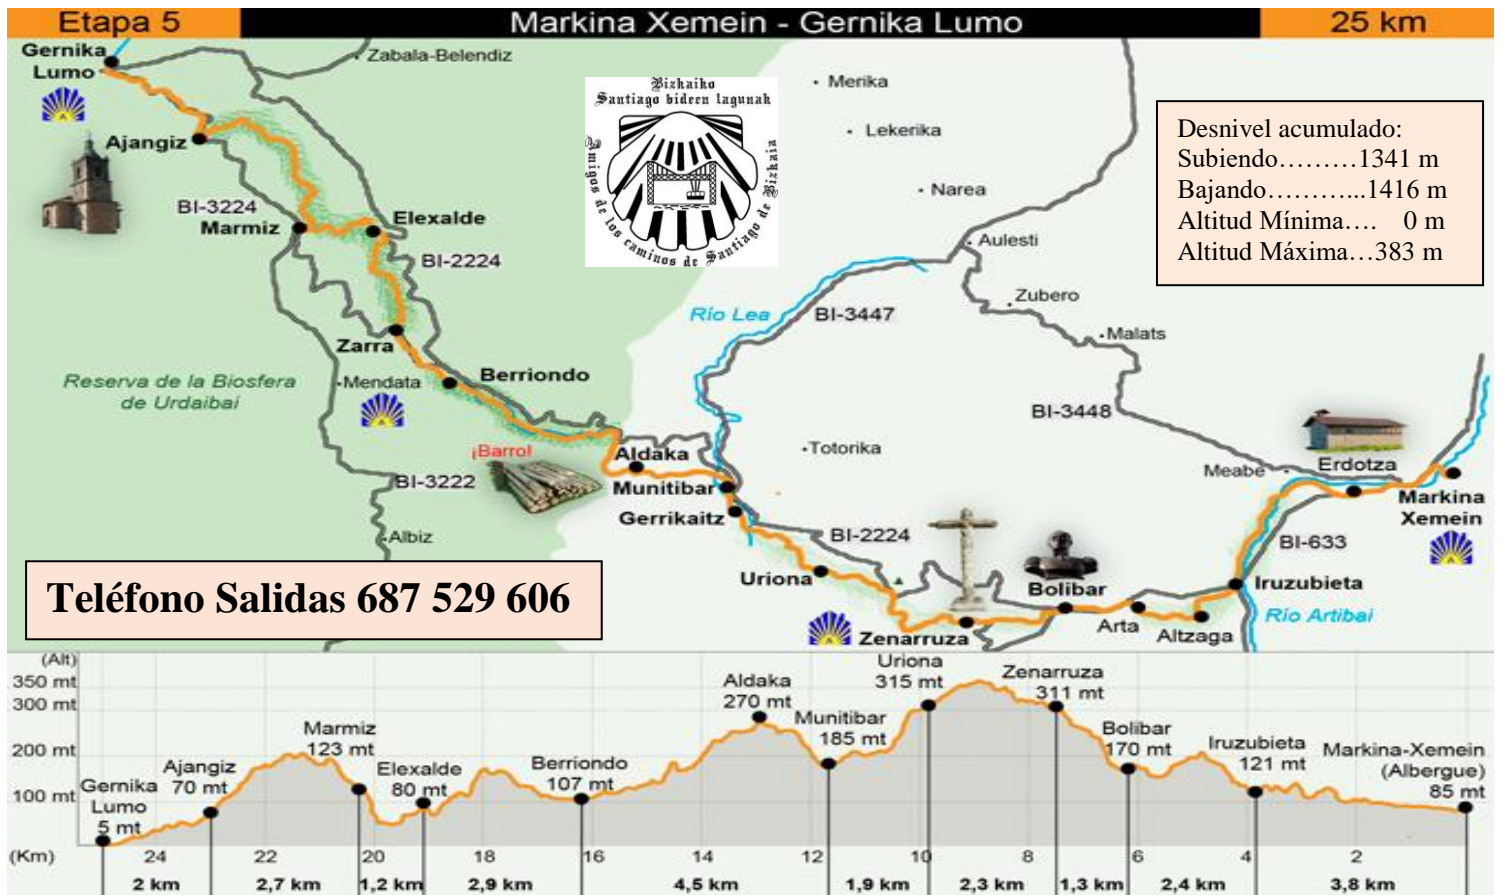 Etapa 5
Markina Xemein - Gernika Lumo
25 km
Gernika
Lumo
Zabala-Belendiz
Ajangiz
BI-3224
Marmiz
Elexalde
BI-2224
Zarra
Reserva de la Biosfera
de Urdaibai
Mendata
Berriondo
¡Barro!
BI-3222
Albiz
Aldaka
Munitibar
Gerrikaitz
Bizkaiko
Santiago bideen lagunak
Amigos de los caminos de Santiago de Bizkaia
Merika
Lekerika
Narea
Aulesti
Zubero
Malats
Río Lea
BI-3447
BI-3448
Totorika
Meabe
Erdotza
Markina
Xemein
BI-633
Iruzubieta
Río Artibai
BI-2224
Uriona
Zenarruza
Bolibar
Arta
Altzaga
Desnivel acumulado:
Subiendo………1341 m
Bajando………...1416 m
Altitud Mínima…. 0 m
Altitud Máxima…383 m
Teléfono Salidas 687 529 606
(Alt)
350 mt
300 mt
200 mt
100 mt
Gernika
Lumo
5 mt
Ajangiz
70 mt
Marmiz
123 mt
Elexalde
80 mt
Berriondo
107 mt
Aldaka
270 mt
Munitibar
185 mt
Uriona
315 mt
Zenarruza
311 mt
Bolibar
170 mt
Iruzubieta
121 mt
Markina-Xemein
(Albergue)
85 mt
(Km) 24 22 20 18 16 14 12 10 8 6 4 2
2 km 2,7 km 1,2 km 2,9 km 4,5 km 1,9 km 2,3 km 1,3 km 2,4 km 3,8 km